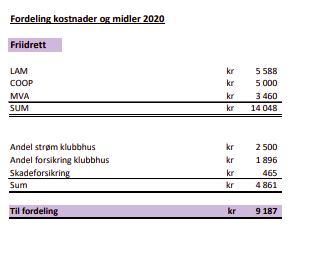 Fordeling kostnader og midler 2020
Friidrett
LAM kr 5 588
COOP kr 5 000
MVA kr 3 460
SUM kr 14 048
Andel strøm klubbhus kr 2 500
Andel forsikring klubbhus kr 1 896
Skadeforsikring kr 465
Sum kr 4 861
Til fordeling kr 9 187